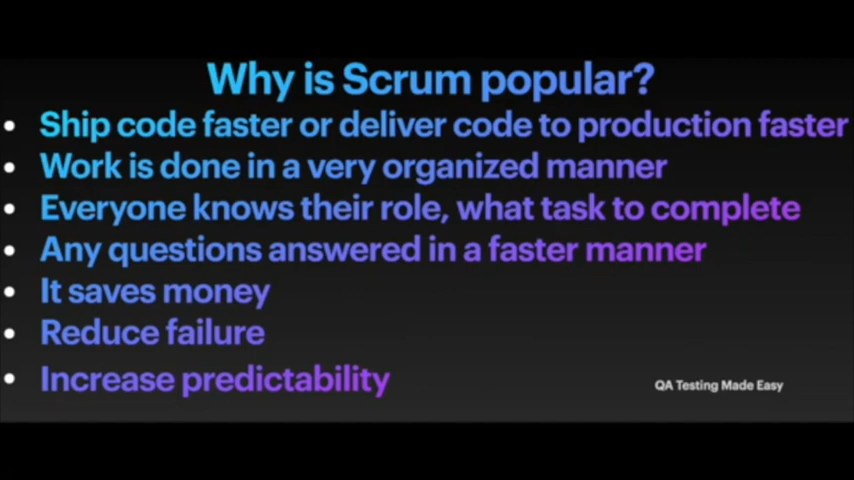 Why is Scrum popular?
Ship code faster or deliver code to production faster
Work is done in a very organized manner
Everyone knows their role, what task to complete
Any questions answered in a faster manner
It saves money
Reduce failure
Increase predictability
QA Testing Made Easy